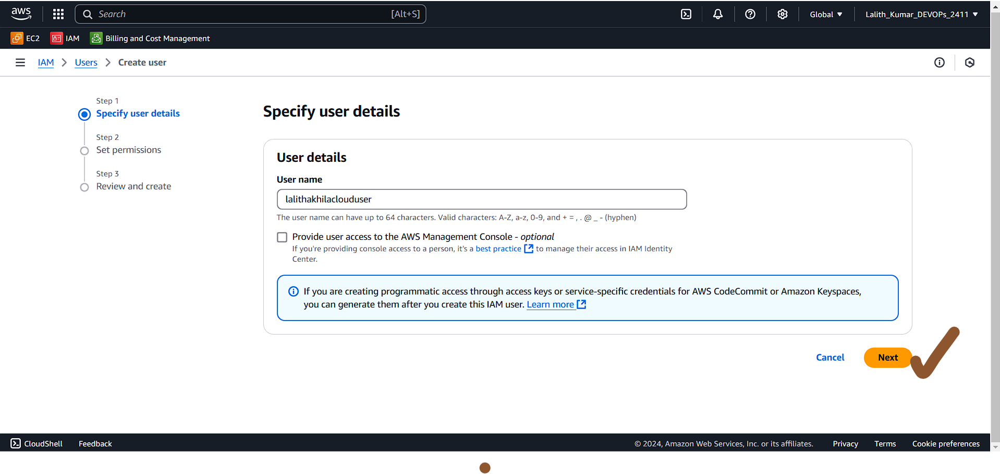 aws
Search [Alt+S]
Global
Lalith_Kumar_DEVOPs_2411
EC2
IAM
Billing and Cost Management
IAM
Users
Create user
Step 1
Specify user details
Step 2
Set permissions
Step 3
Review and create
Specify user details
User details
User name
lalithakhilaclouduser
The user name can have up to 64 characters. Valid characters: A-Z, a-z, 0-9, and + = , . @ _ - (hyphen)
Provide user access to the AWS Management Console - optional
If you're providing console access to a person, it's a best practice to manage their access in IAM Identity
Center.
If you are creating programmatic access through access keys or service-specific credentials for AWS CodeCommit or Amazon Keyspaces,
you can generate them after you create this IAM user. Learn more
Cancel
Next
CloudShell
Feedback
© 2024, Amazon Web Services, Inc. or its affiliates.
Privacy
Terms
Cookie preferences